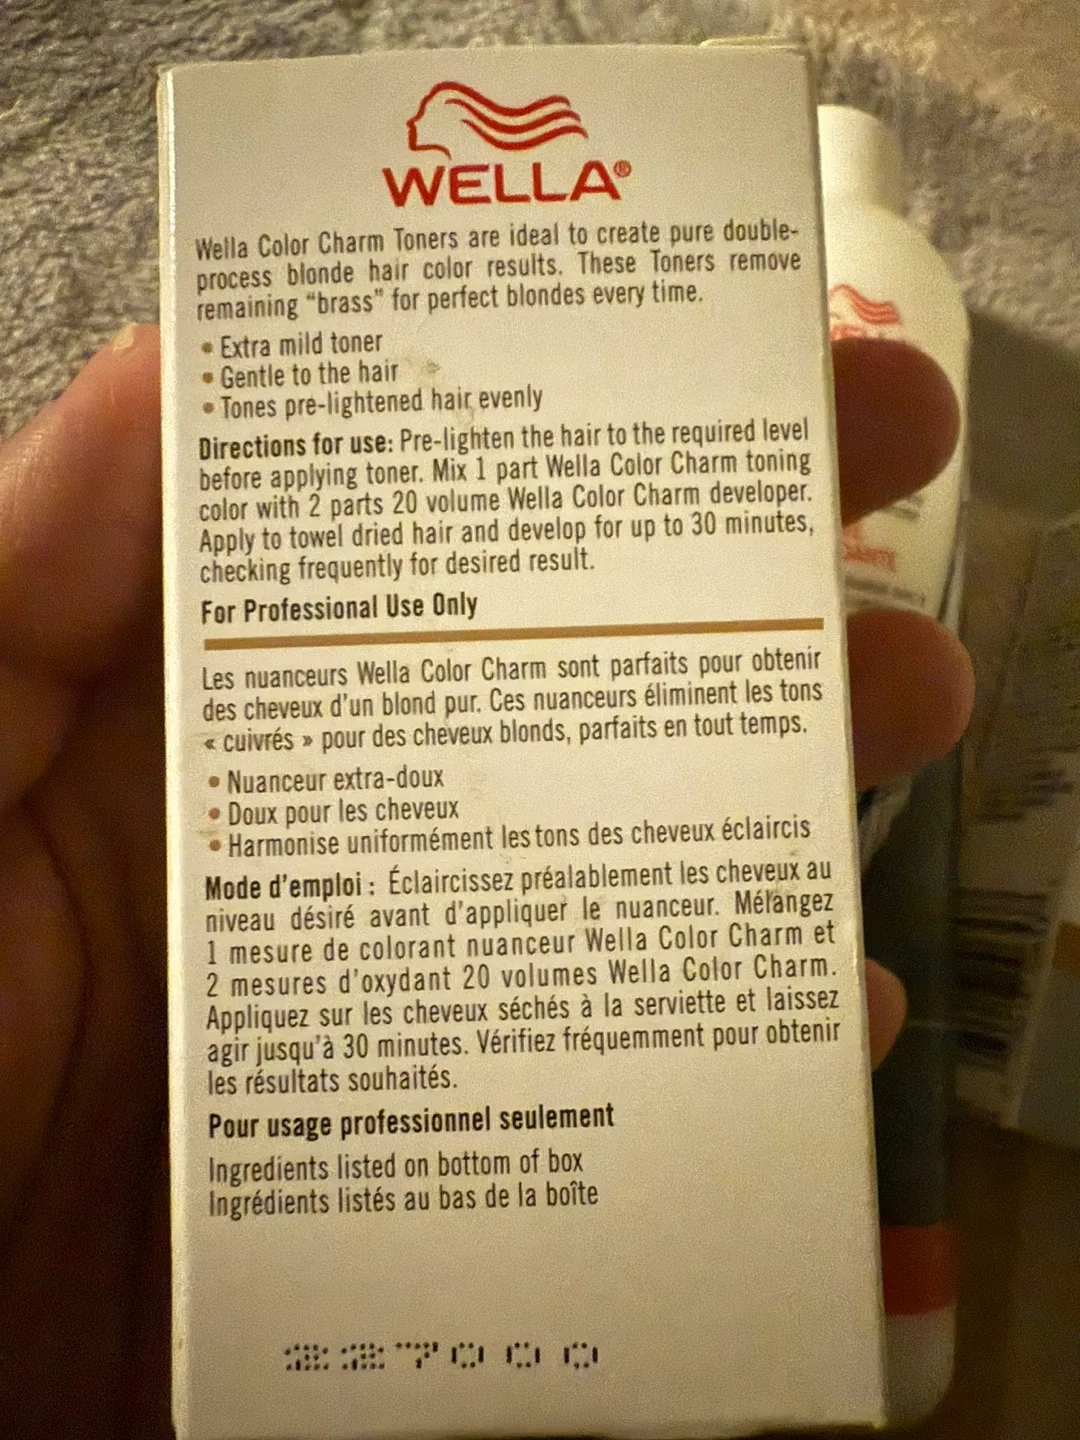 WELLA®
Wella Color Charm Toners are ideal to create pure double-
process blonde hair color results. These Toners remove
remaining "brass" for perfect blondes every time.
• Extra mild toner
• Gentle to the hair
• Tones pre-lightened hair evenly
Directions for use: Pre-lighten the hair to the required level
before applying toner. Mix 1 part Wella Color Charm toning
color with 2 parts 20 volume Wella Color Charm developer.
Apply to towel dried hair and develop for up to 30 minutes,
checking frequently for desired result.
For Professional Use Only
Les nuanceurs Wella Color Charm sont parfaits pour obtenir
des cheveux d'un blond pur. Ces nuanceurs éliminent les tons
« cuivrés » pour des cheveux blonds, parfaits en tout temps.
• Nuanceur extra-doux
• Doux pour les cheveux
• Harmonise uniformément les tons des cheveux éclaircis
Mode d'emploi : Éclaircissez préalablement les cheveux au
niveau désiré avant d'appliquer le nuanceur. Mélangez
1 mesure de colorant nuanceur Wella Color Charm et
2 mesures d'oxydant 20 volumes Wella Color Charm.
Appliquez sur les cheveux séchés à la serviette et laissez
agir jusqu'à 30 minutes. Vérifiez fréquemment pour obtenir
les résultats souhaités.
Pour usage professionnel seulement
Ingredients listed on bottom of box
Ingrédients listés au bas de la boîte